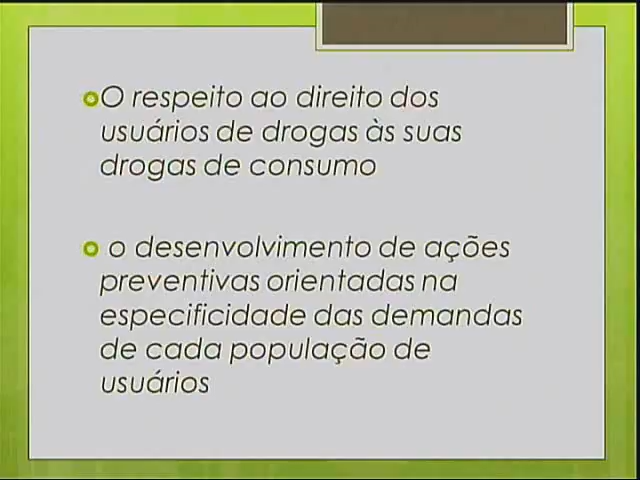 O respeito ao direito dos
usuários de drogas às suas
drogas de consumo
o desenvolvimento de ações
preventivas orientadas na
especificidade das demandas
de cada população de
usuários